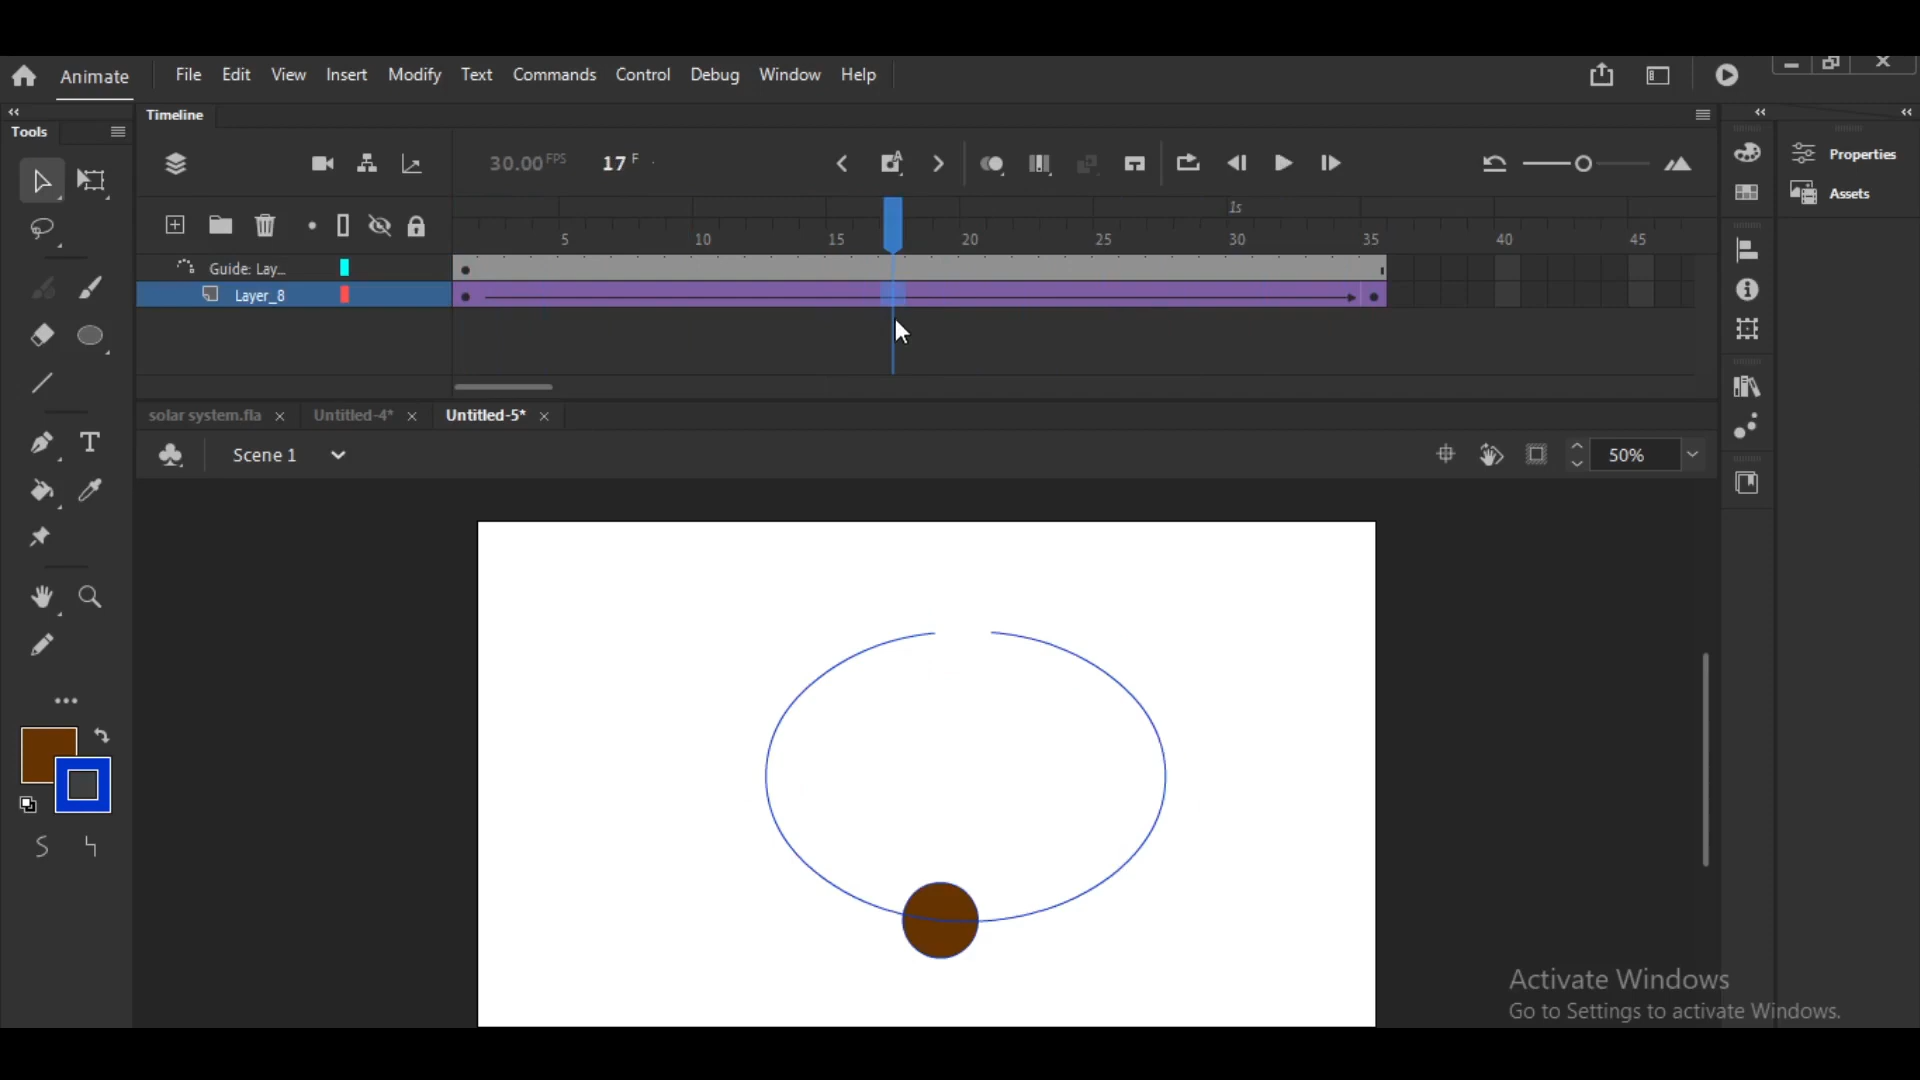 Animate File Edit View Insert Modify Text Commands Control Debug Window Help
Tools
Timeline
30.00 FPS 17 F
Properties
Assets
1s
5 10 15 20 25 30 35 40 45
Guide: Lay...
Layer_8
solar system.fla Untitled-4* Untitled-5*
Scene 1
50%
Activate Windows
Go to Settings to activate Windows.